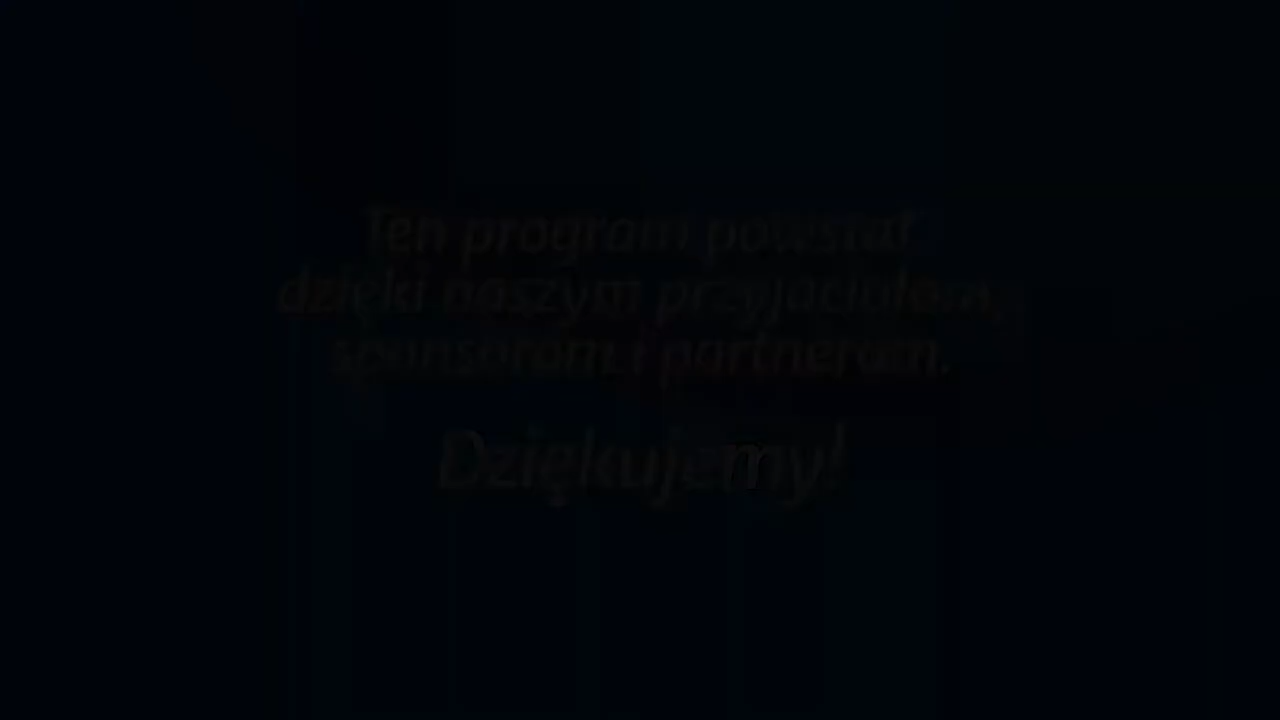 Ten program powstał
dzięki naszym przyjaciołom,
sponsorom i partnerom.
Dziękujemy!